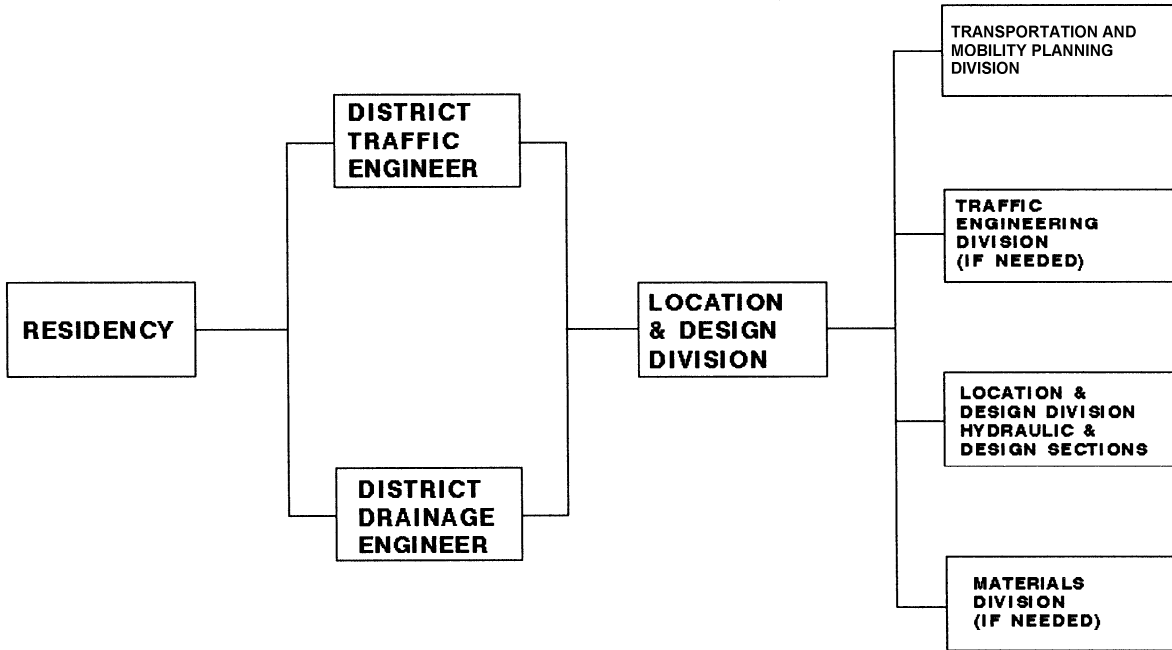 RESIDENCY
DISTRICT
TRAFFIC
ENGINEER
DISTRICT
DRAINAGE
ENGINEER
LOCATION
& DESIGN
DIVISION
TRANSPORTATION AND
MOBILITY PLANNING
DIVISION
TRAFFIC
ENGINEERING
DIVISION
(IF NEEDED)
LOCATION &
DESIGN DIVISION
HYDRAULIC &
DESIGN SECTIONS
MATERIALS
DIVISION
(IF NEEDED)